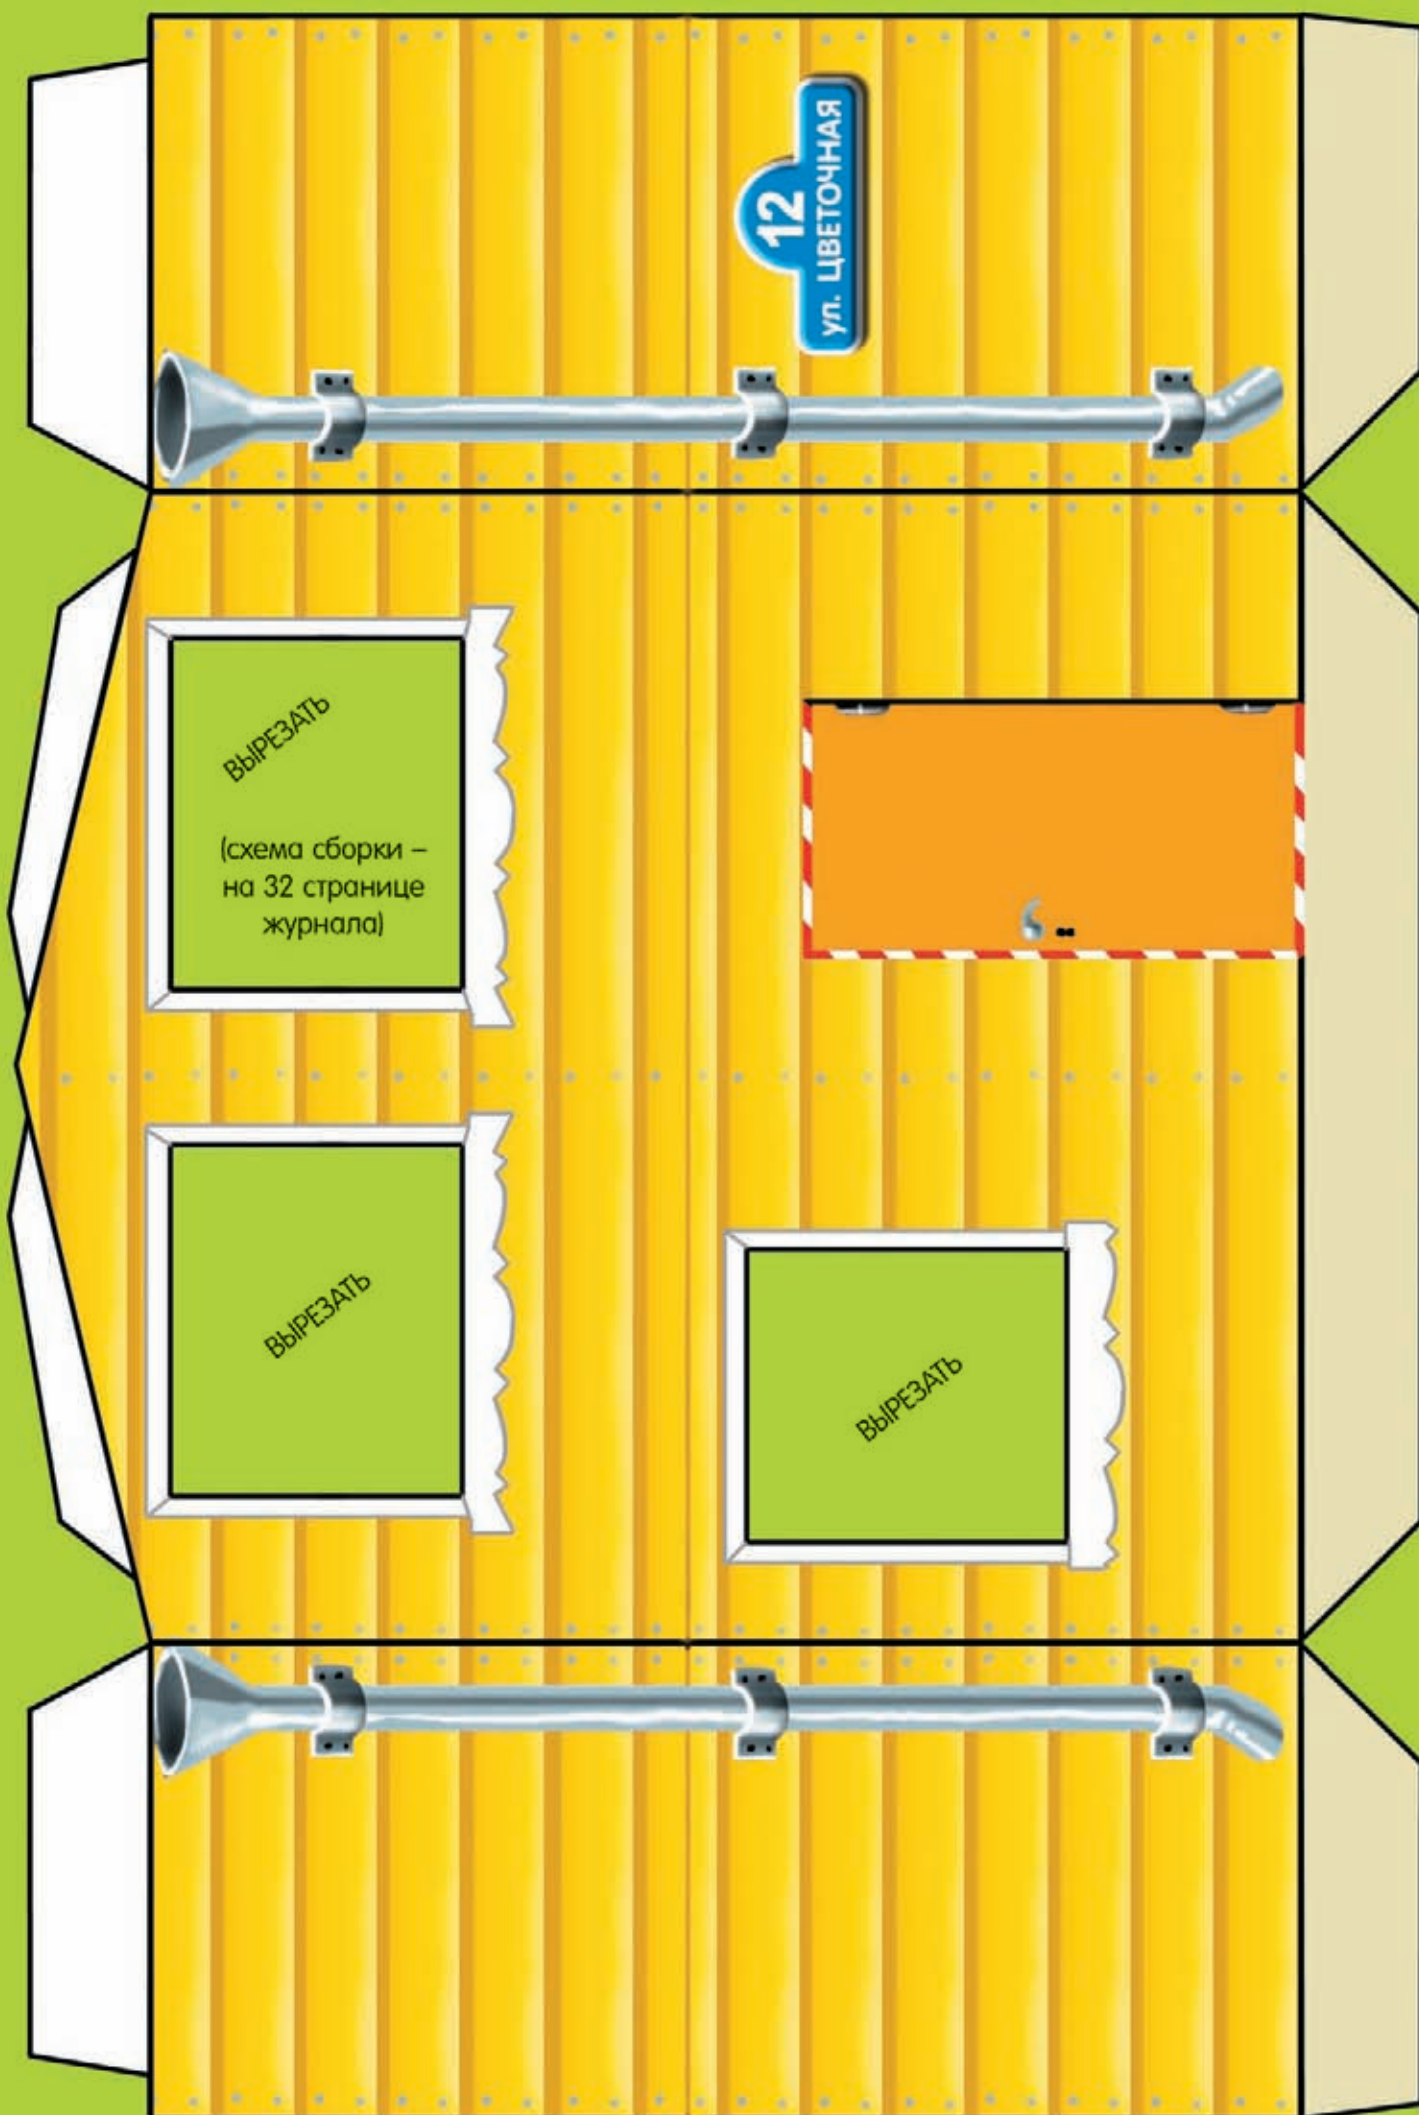 12
ул. ЦВЕТОЧНАЯ
ВЫРЕЗАТЬ
(схема сборки –
на 32 странице
журнала)
ВЫРЕЗАТЬ
ВЫРЕЗАТЬ